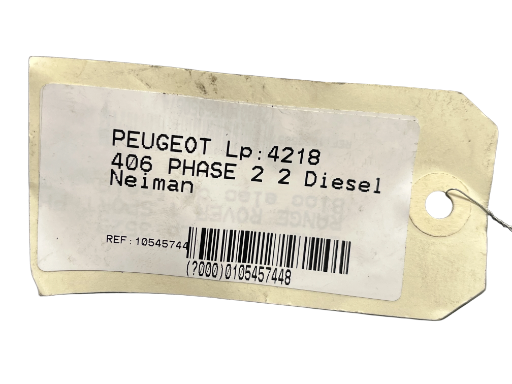 PEUGEOT Lp:4218
406 PHASE 2 2 Diesel
Neiman
REF:10545744
(?000)0105457448